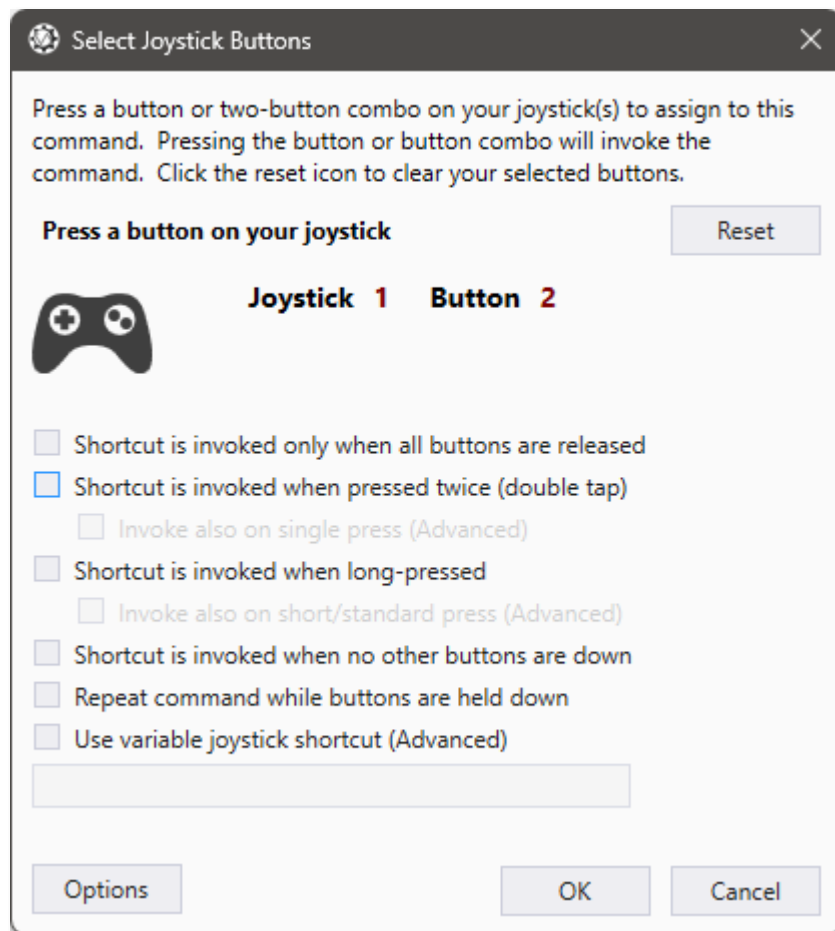 Select Joystick Buttons
Press a button or two-button combo on your joystick(s) to assign to this
command.  Pressing the button or button combo will invoke the
command.  Click the reset icon to clear your selected buttons.
Press a button on your joystick
Reset
Joystick 1 Button 2
Shortcut is invoked only when all buttons are released
Shortcut is invoked when pressed twice (double tap)
Invoke also on single press (Advanced)
Shortcut is invoked when long-pressed
Invoke also on short/standard press (Advanced)
Shortcut is invoked when no other buttons are down
Repeat command while buttons are held down
Use variable joystick shortcut (Advanced)
Options
OK
Cancel